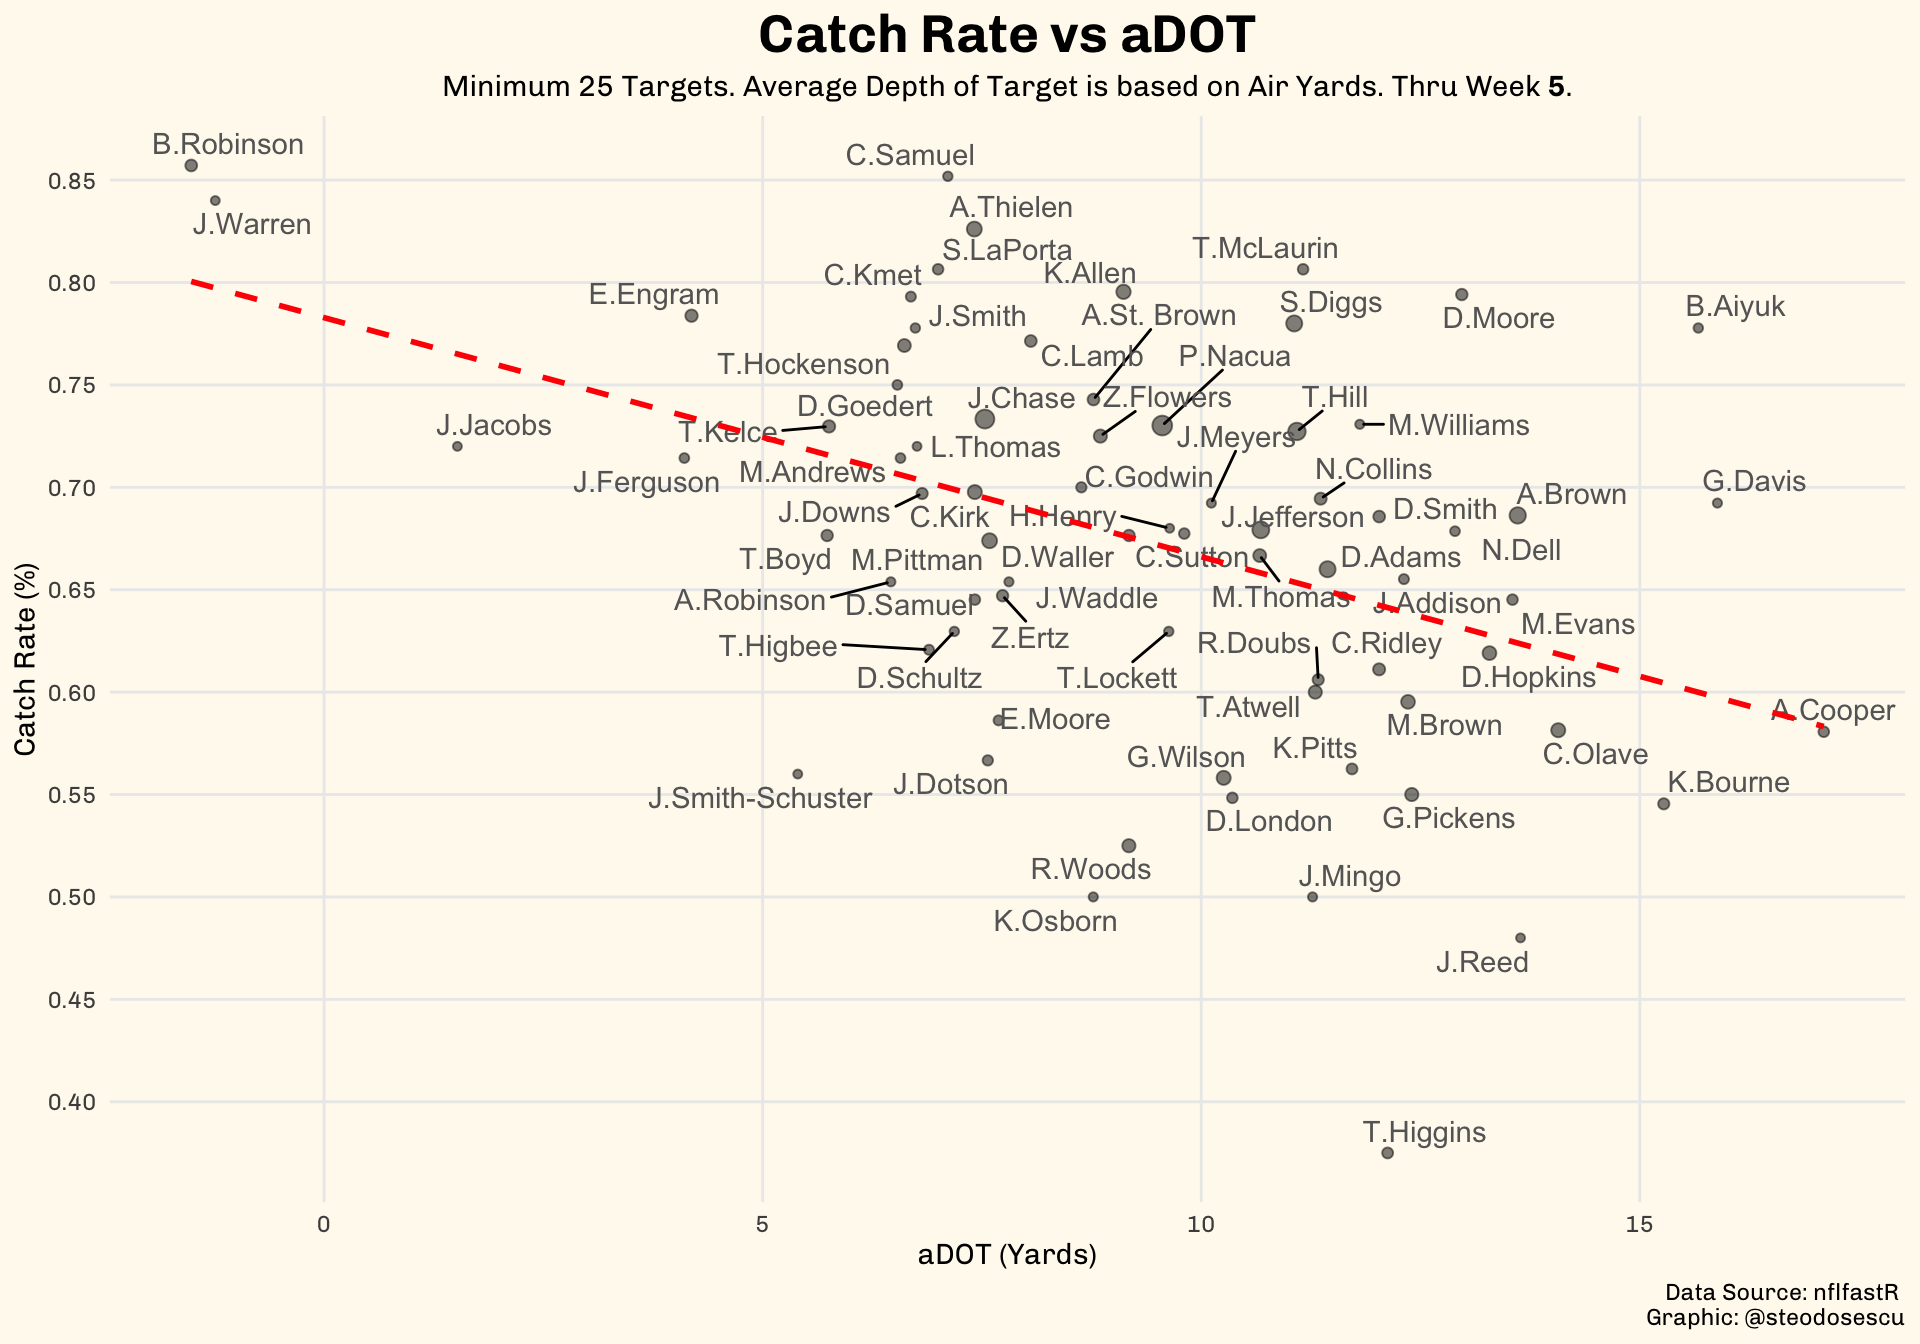 Catch Rate vs aDOT
Minimum 25 Targets. Average Depth of Target is based on Air Yards. Thru Week 5.
B.Robinson
C.Samuel
0.85
J.Warren
A.Thielen
S.LaPorta
T.McLaurin
C.Kmet
K.Allen
0.80
E.Engram
S.Diggs
B.Aiyuk
J.Smith
A.St. Brown
D.Moore
C.Lamb
P.Nacua
T.Hockenson
0.75
D.Goedert
J.Chase
Z.Flowers
T.Hill
J.Jacobs
T.Kelce
M.Williams
L.Thomas
J.Meyers
M.Andrews
N.Collins
J.Ferguson
C.Godwin
G.Davis
0.70
A.Brown
J.Downs
C.Kirk
H.Henry
J.Jefferson
D.Smith
T.Boyd
M.Pittman
D.Waller
C.Sutton
D.Adams
N.Dell
0.65
A.Robinson
D.Samuel
J.Waddle
M.Thomas
J.Addison
M.Evans
T.Higbee
Z.Ertz
R.Doubs
C.Ridley
D.Schultz
T.Lockett
D.Hopkins
0.60
T.Atwell
A.Cooper
E.Moore
M.Brown
G.Wilson
K.Pitts
C.Olave
J.Smith-Schuster
J.Dotson
K.Bourne
0.55
D.London
G.Pickens
R.Woods
J.Mingo
0.50
K.Osborn
J.Reed
0.45
0.40
T.Higgins
Catch Rate (%)
0
5
10
15
aDOT (Yards)
Data Source: nflfastR
Graphic: @steodosescu